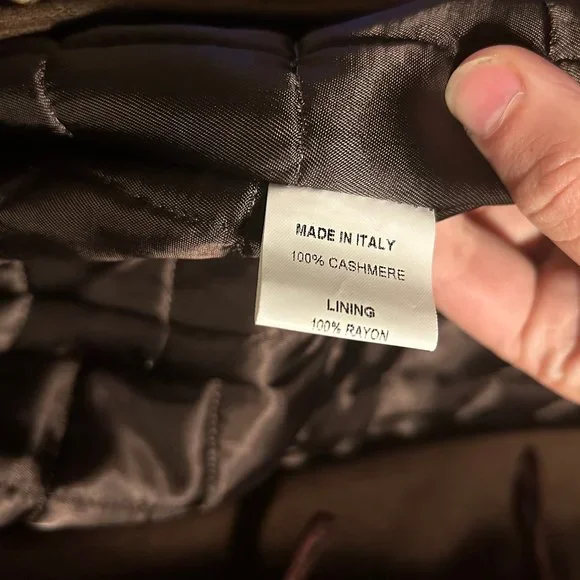 MADE IN ITALY
100% CASHMERE
LINING
100% RAYON